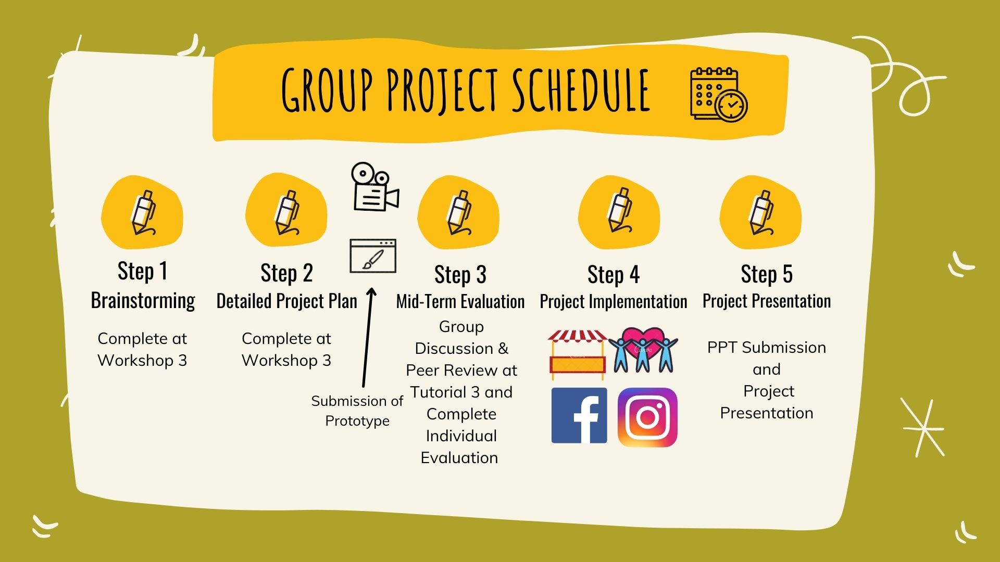 GROUP PROJECT SCHEDULE
Step 1
Brainstorming
Complete at
Workshop 3
Step 2
Detailed Project Plan
Complete at
Workshop 3
Submission of
Prototype
Step 3
Mid-Term Evaluation
Group
Discussion &
Peer Review at
Tutorial 3 and
Complete
Individual
Evaluation
Step 4
Project Implementation
Canva
Canva
f
Step 5
Project Presentation
PPT Submission
and
Project
Presentation